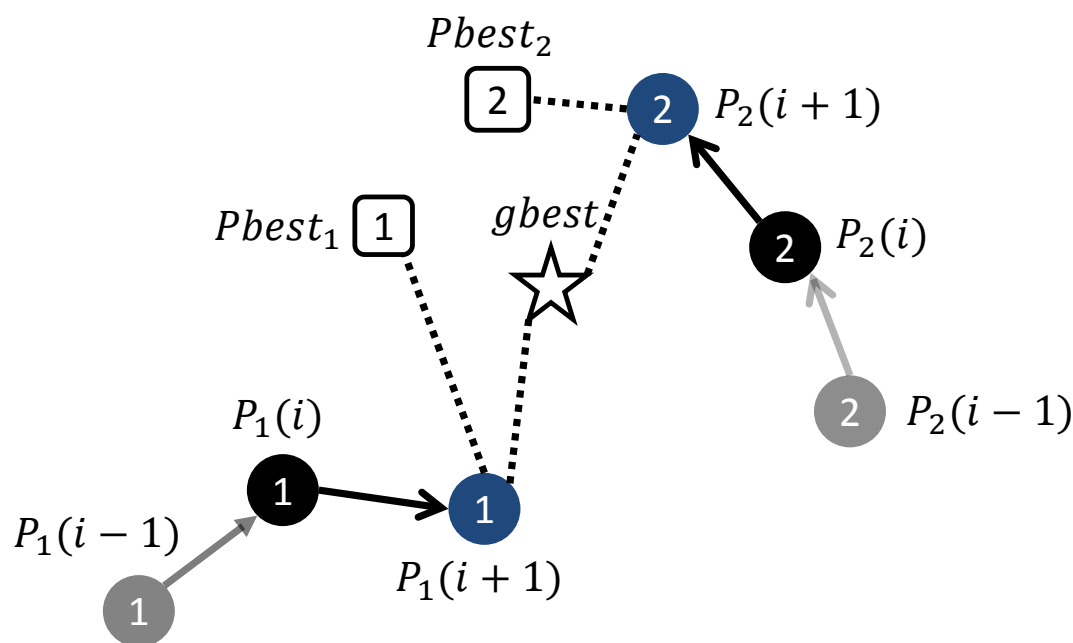 Pbest₂
2
2
P₂(i + 1)
Pbest₁
1
gbest
2
P₂(i)
2
P₂(i − 1)
P₁(i)
1
1
P₁(i − 1)
P₁(i + 1)
1